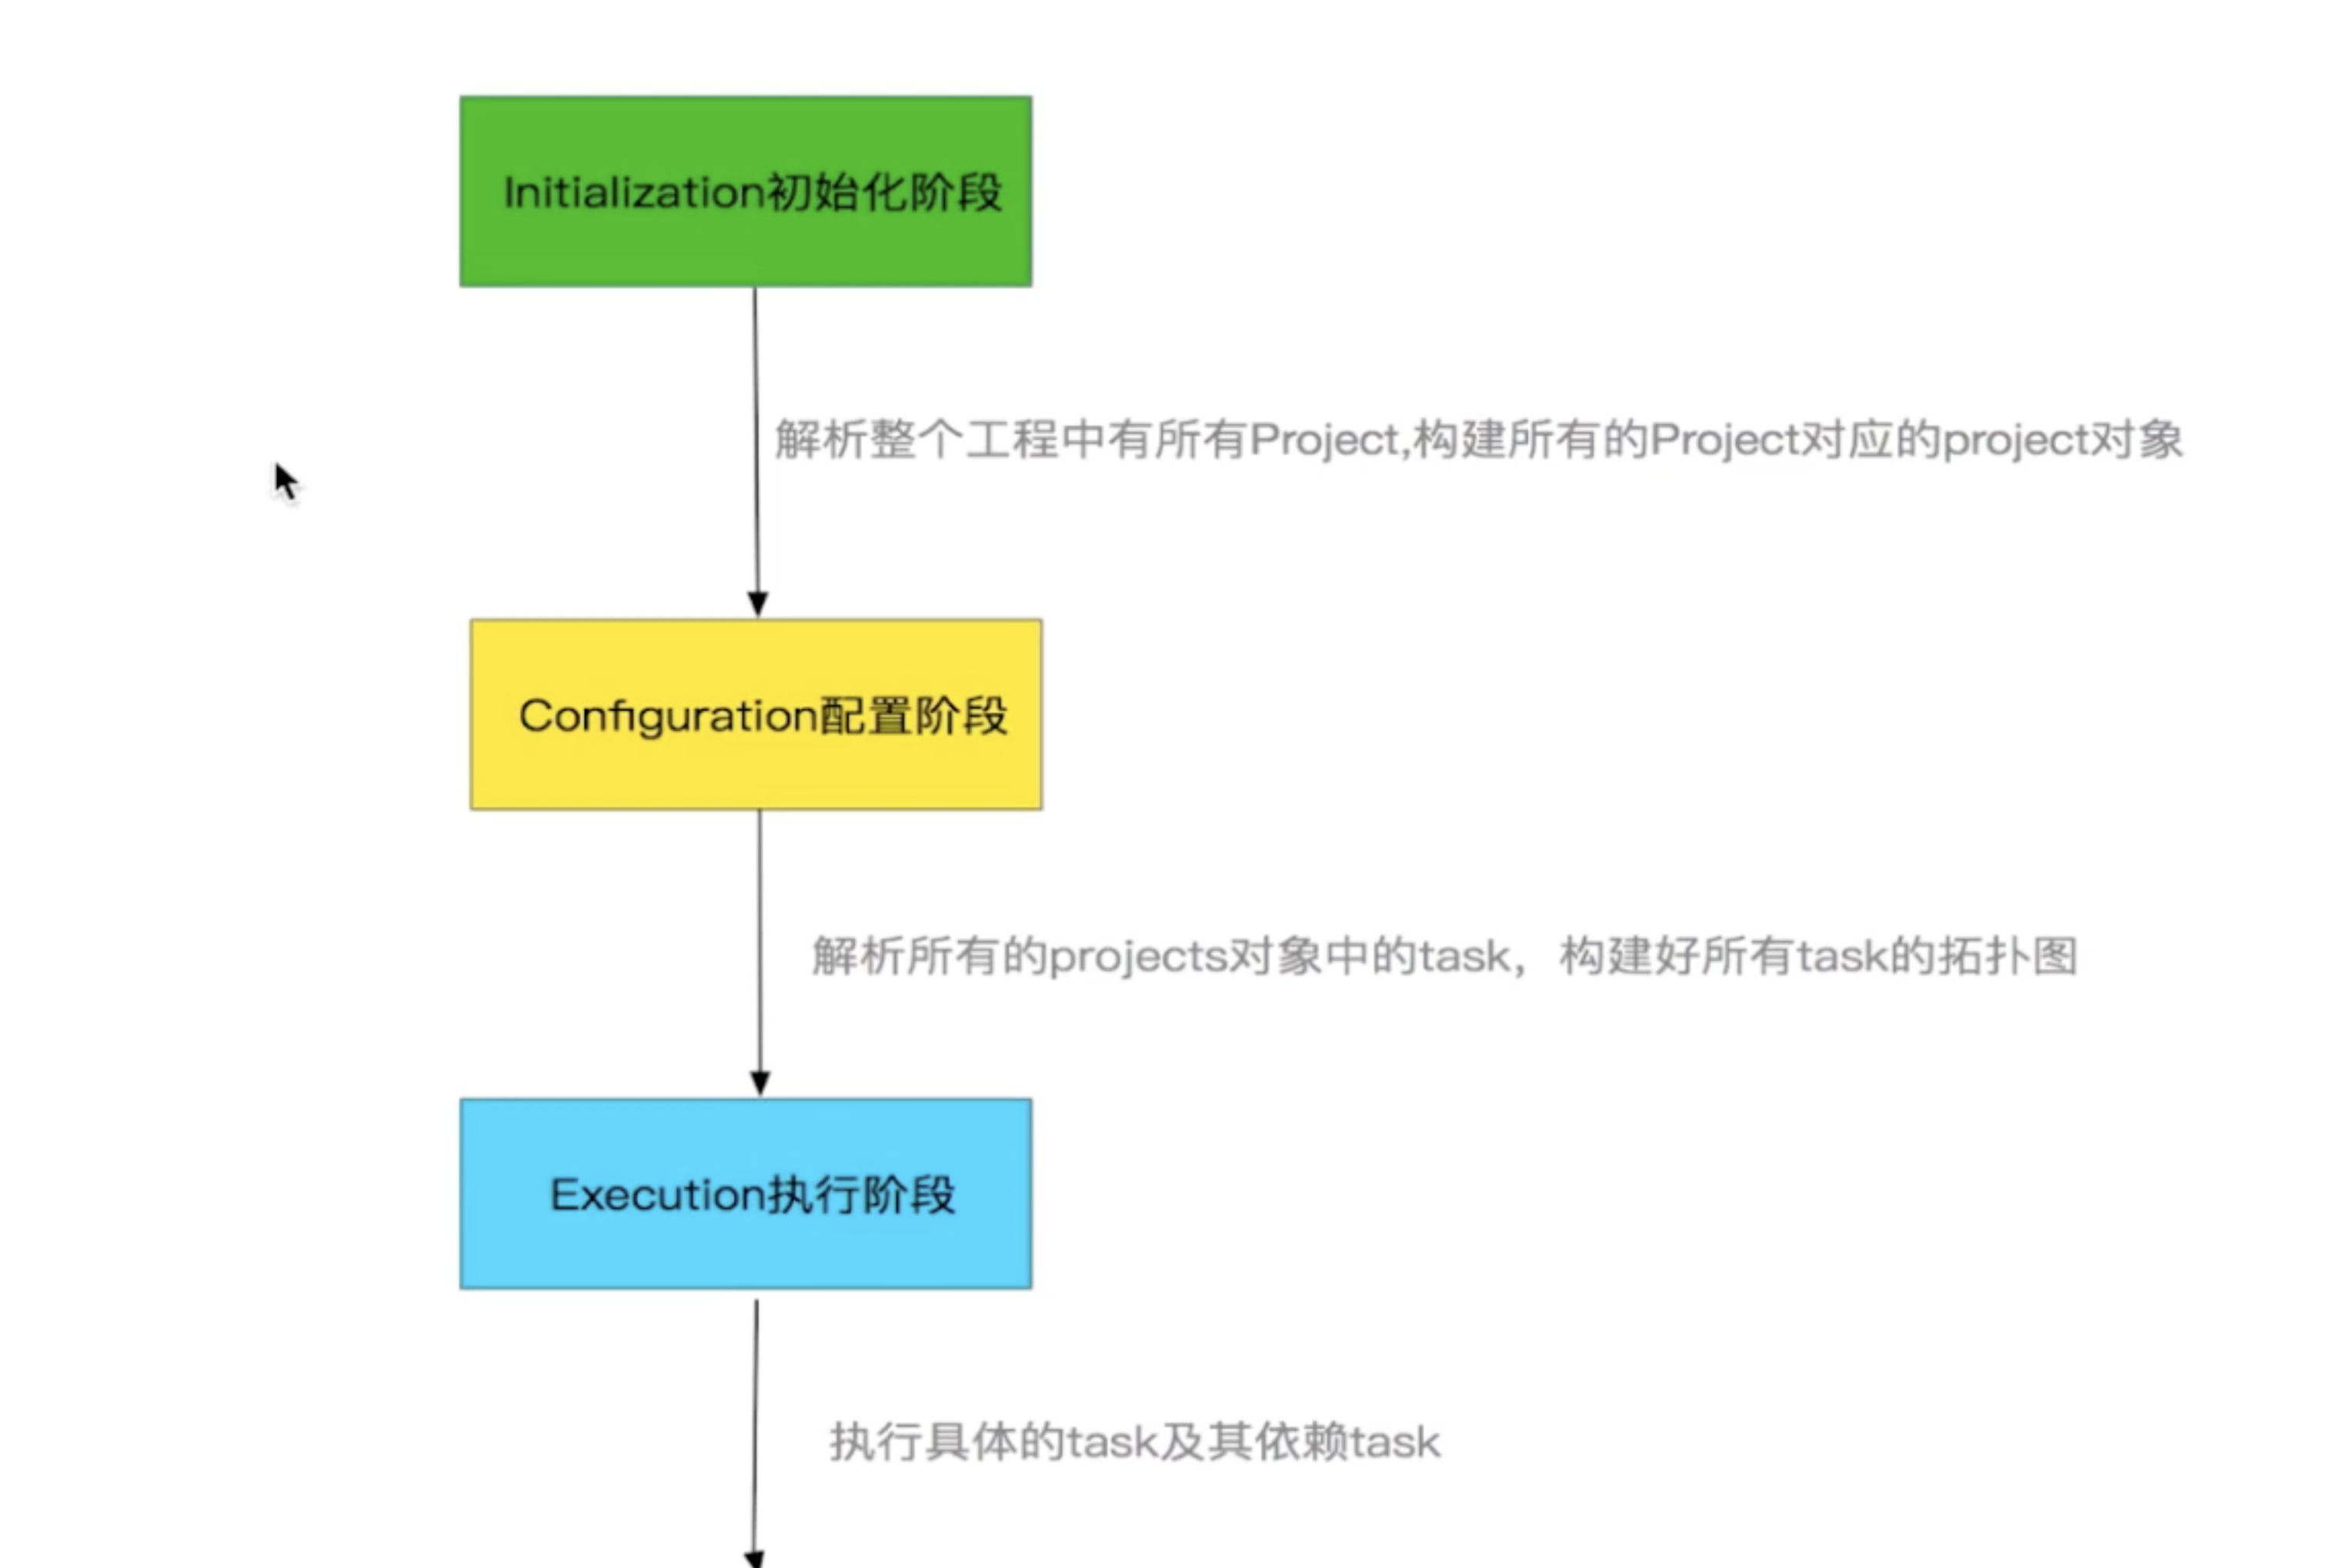 Initialization初始化阶段
解析整个工程中有所有Project,构建所有的Project对应的project对象
Configuration配置阶段
解析所有的projects对象中的task，构建好所有task的拓扑图
Execution执行阶段
执行具体的task及其依赖task